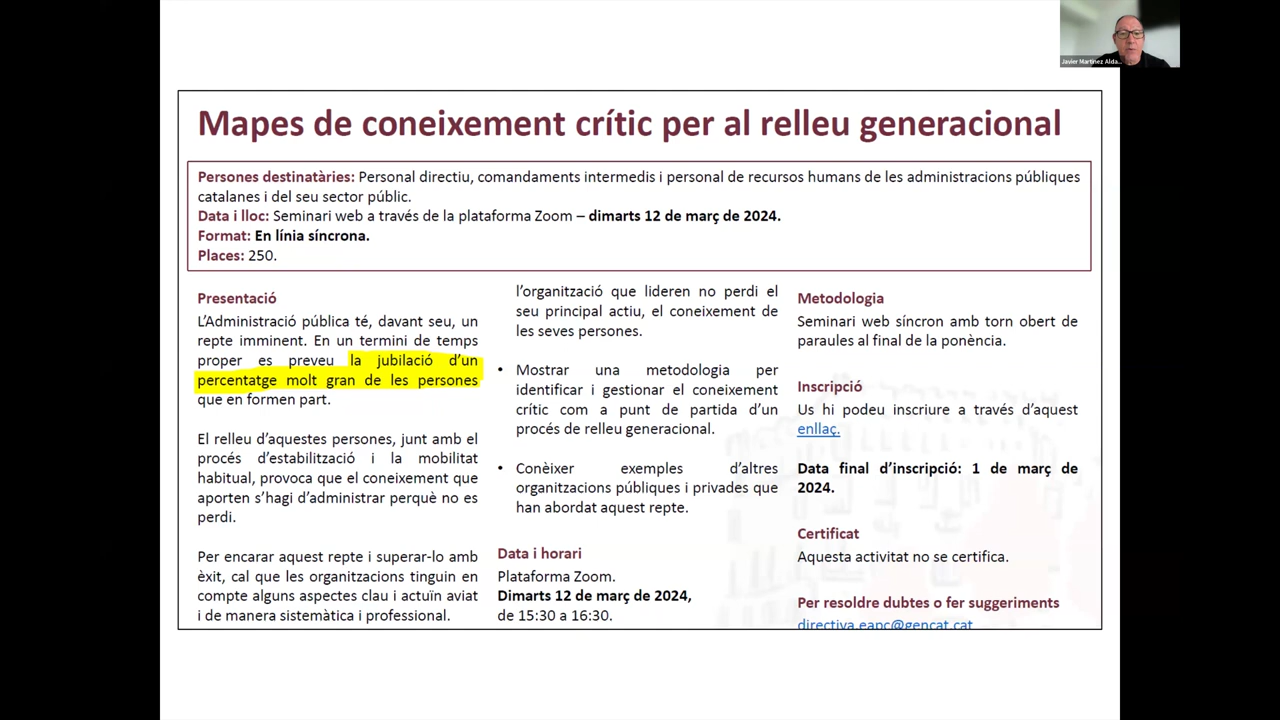 Javier Martínez Alda...
Mapes de coneixement crític per al relleu generacional
Persones destinatàries: Personal directiu, comandaments intermedis i personal de recursos humans de les administracions públiques
catalanes i del seu sector públic.
Data i lloc: Seminari web a través de la plataforma Zoom – dimarts 12 de març de 2024.
Format: En línia síncrona.
Places: 250.
Presentació
L’Administració pública té, davant seu, un
repte imminent. En un termini de temps
proper es preveu la jubilació d’un
percentatge molt gran de les persones
que en formen part.
El relleu d’aquestes persones, junt amb el
procés d’estabilització i la mobilitat
habitual, provoca que el coneixement que
aporten s’hagi d’administrar perquè no es
perdi.
Per encarar aquest repte i superar-lo amb
èxit, cal que les organitzacions tinguin en
compte alguns aspectes clau i actuïn aviat
i de manera sistemàtica i professional.
l’organització que lideren no perdi el
seu principal actiu, el coneixement de
les seves persones.
• Mostrar una metodologia per
identificar i gestionar el coneixement
crític com a punt de partida d’un
procés de relleu generacional.
• Conèixer exemples d’altres
organitzacions públiques i privades que
han abordat aquest repte.
Data i horari
Plataforma Zoom.
Dimarts 12 de març de 2024,
de 15:30 a 16:30.
Metodologia
Seminari web síncron amb torn obert de
paraules al final de la ponència.
Inscripció
Us hi podeu inscriure a través d’aquest
enllaç.
Data final d’inscripció: 1 de març de
2024.
Certificat
Aquesta activitat no se certifica.
Per resoldre dubtes o fer suggeriments
directiva.eapc@gencat.cat